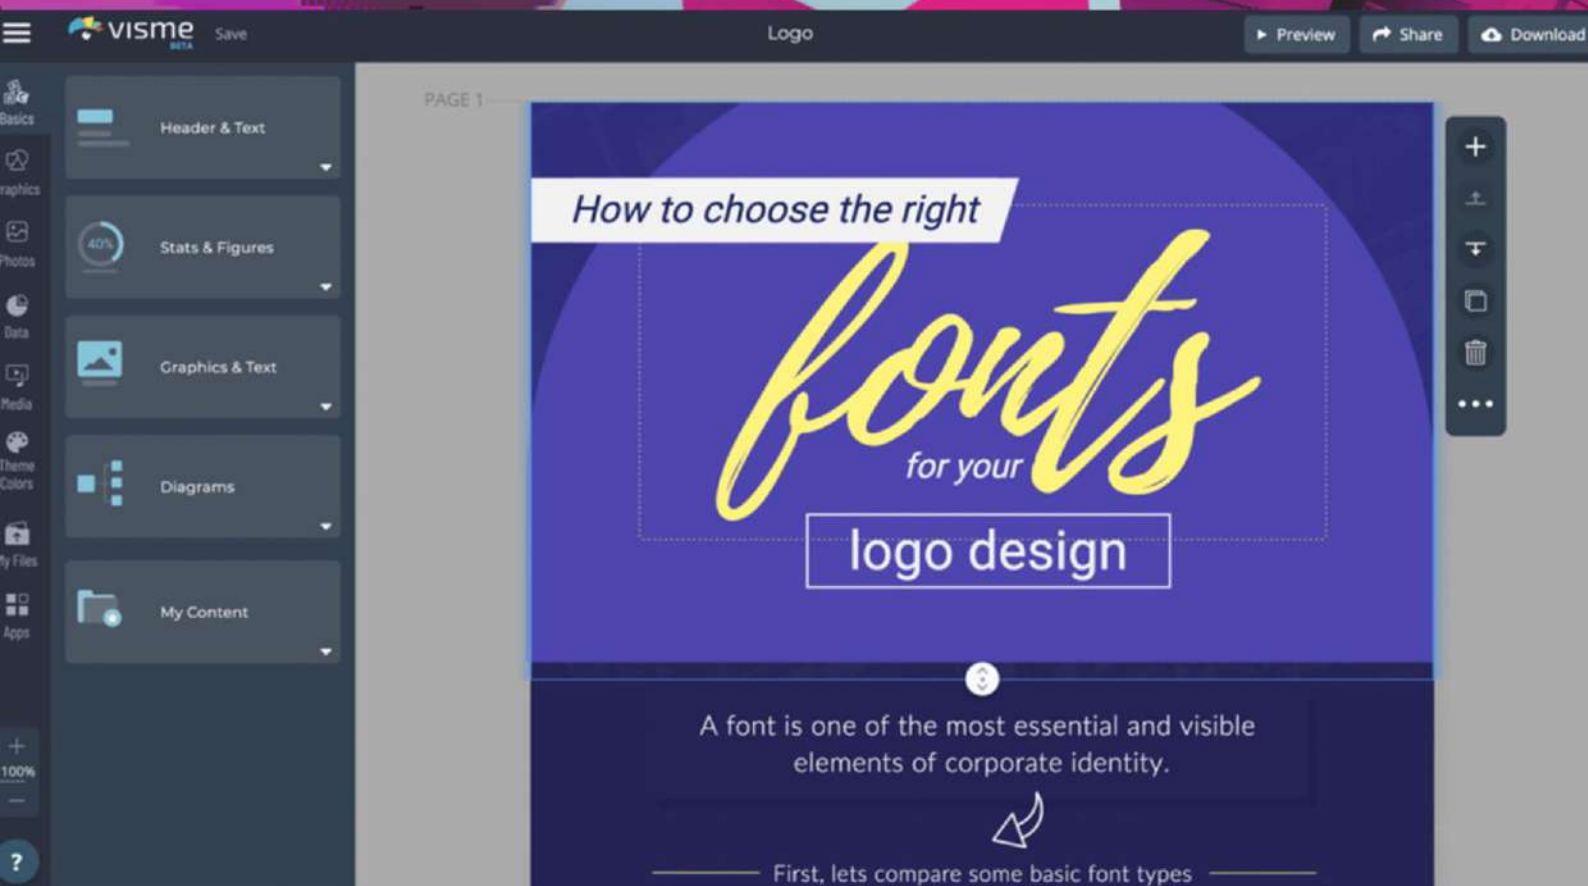 visme
BETA
Save
Logo
Preview
Share
Download
Basics
raphics
Photos
Data
Media
Theme
Colors
My Files
Apps
100%
?
Header & Text
40%
Stats & Figures
Graphics & Text
Diagrams
My Content
PAGE 1
How to choose the right
fonts
for your
logo design
A font is one of the most essential and visible
elements of corporate identity.
First, lets compare some basic font types